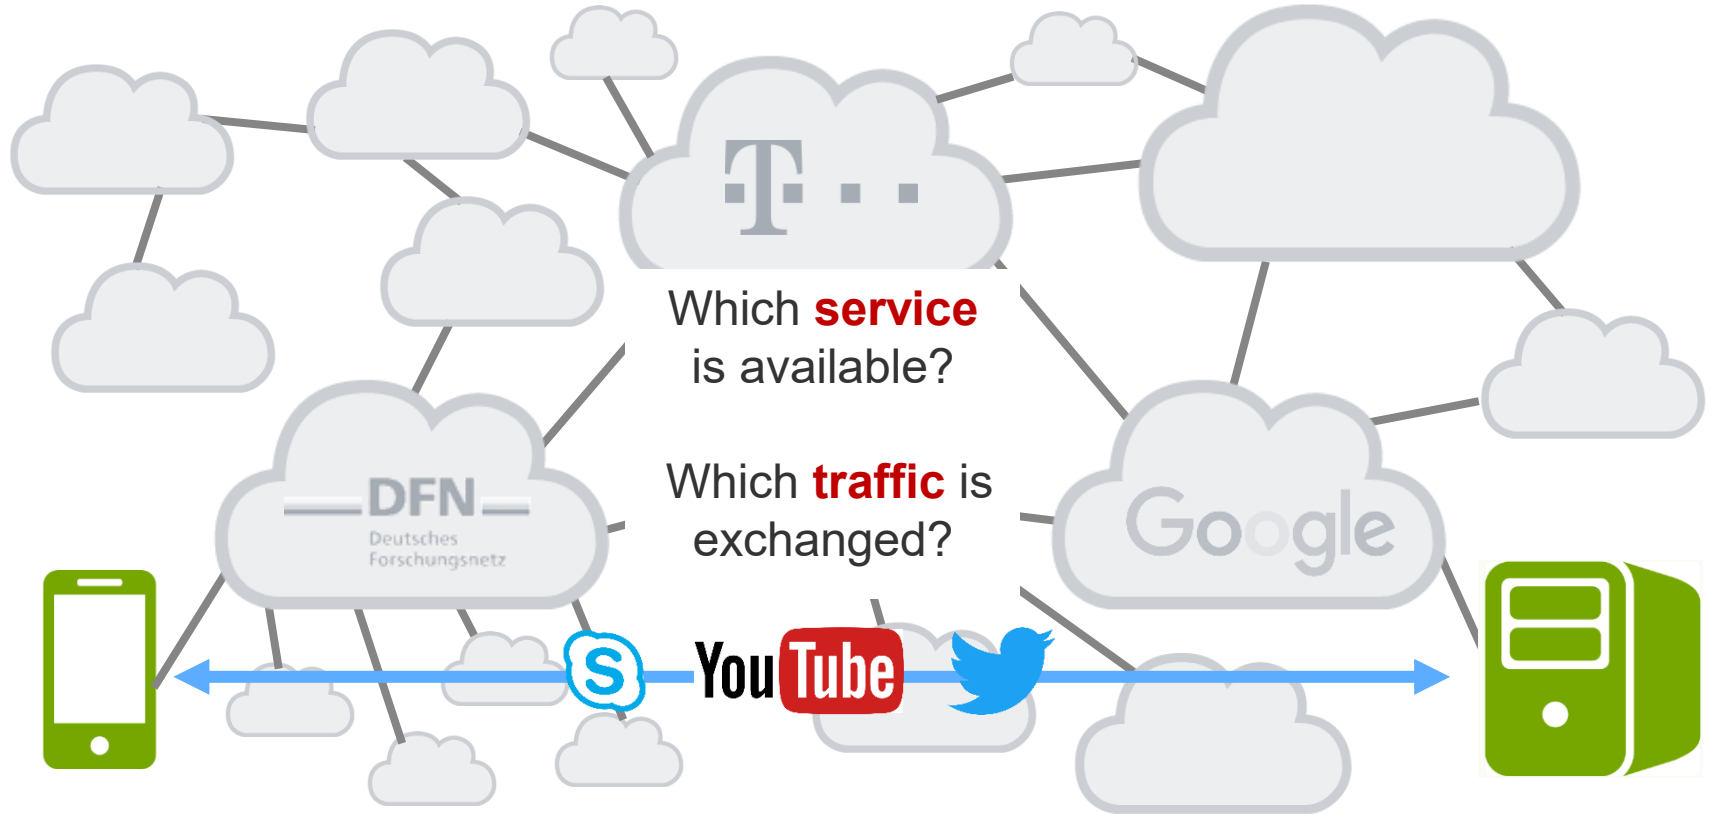 T
Which service
is available?
DFN
Deutsches
Forschungsnetz
Which traffic is
exchanged?
Google
S
YouTube